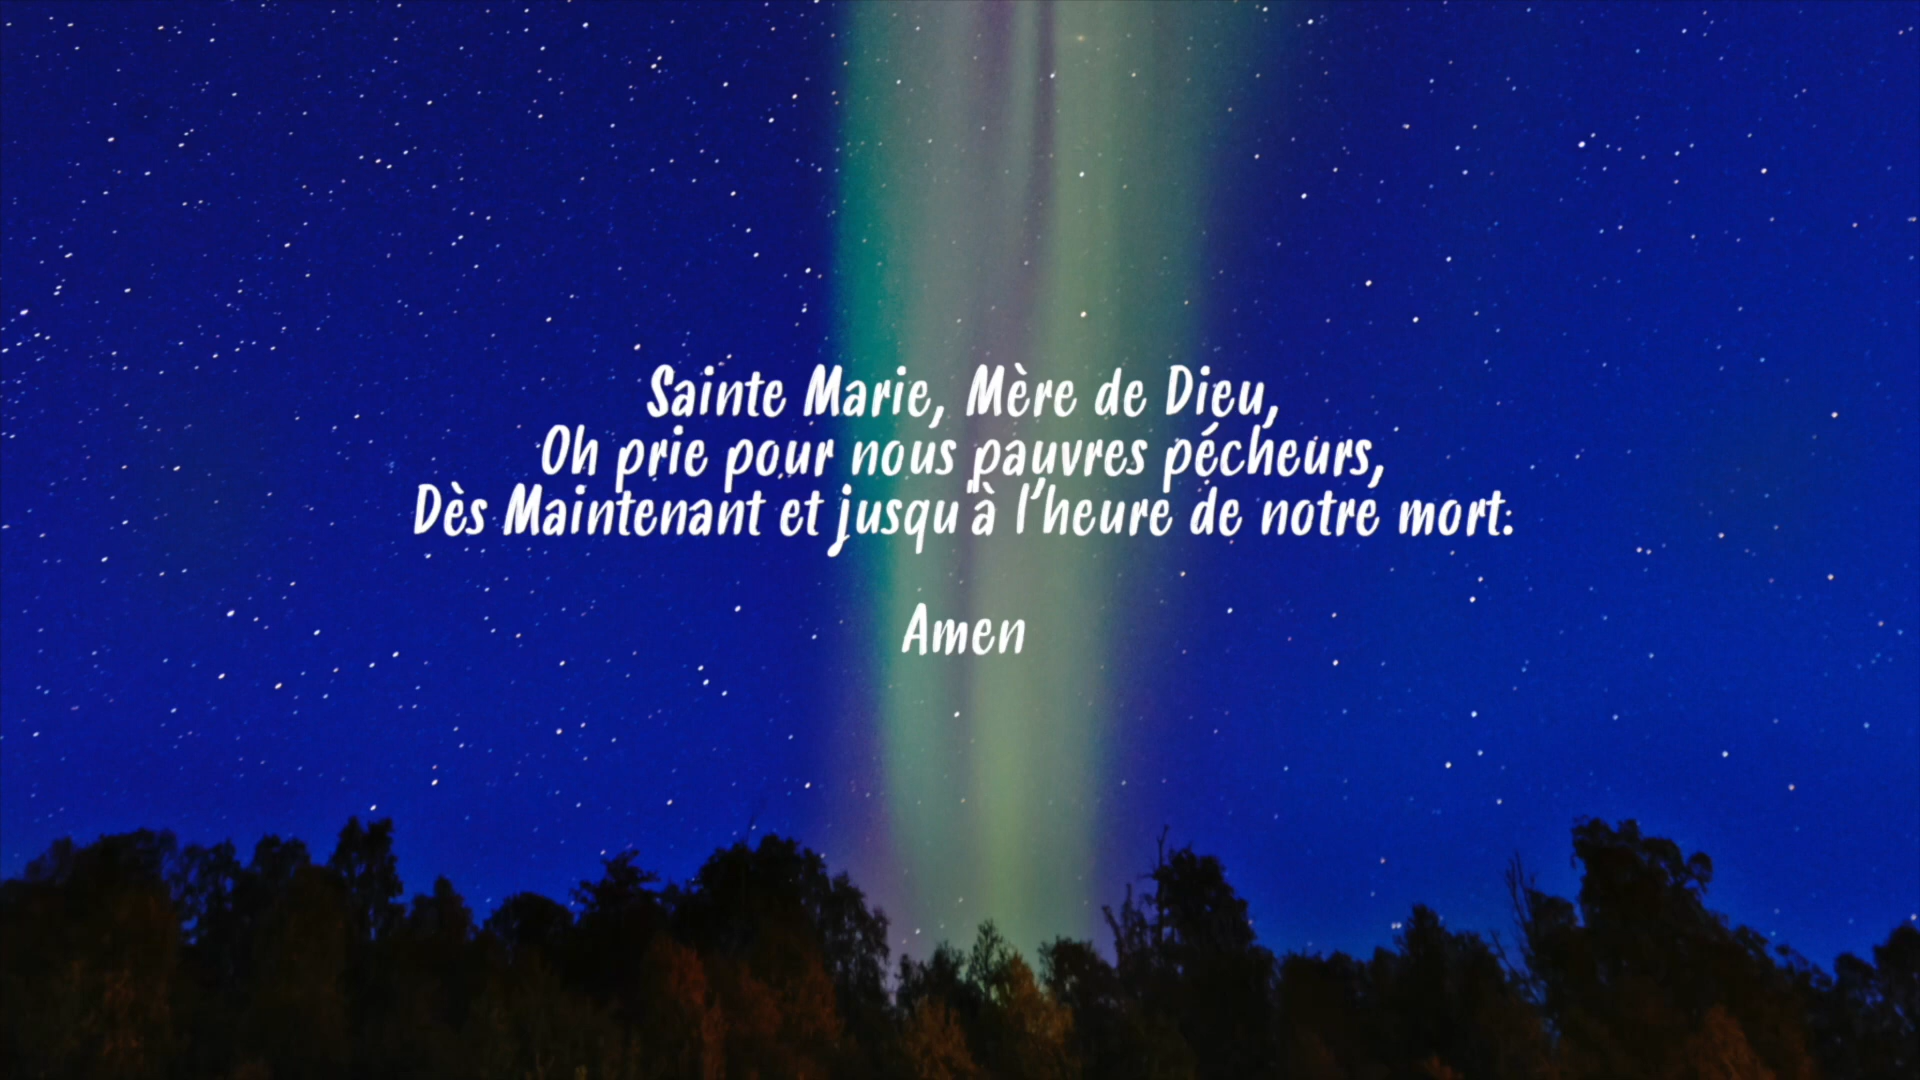 Sainte Marie, Mère de Dieu,
Oh prie pour nous pauvres pécheurs,
Dès Maintenant et jusqu'à l'heure de notre mort.
Amen